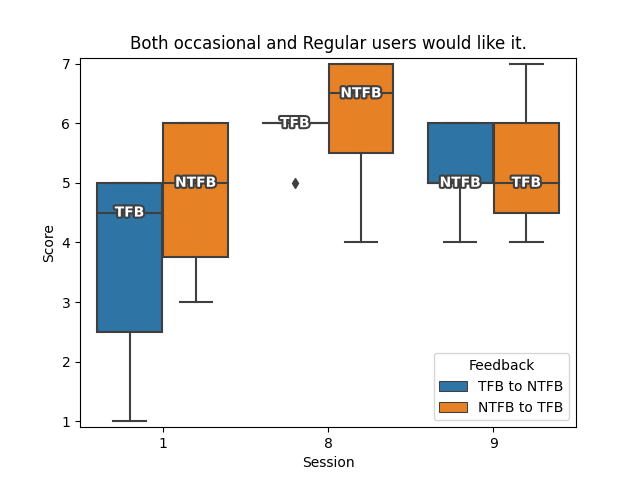 Both occasional and Regular users would like it.
7
6
5
4
3
2
1
Score
TFB
NTFB
TFB
NTFB
NTFB
TFB
Feedback
TFB to NTFB
NTFB to TFB
1
8
9
Session